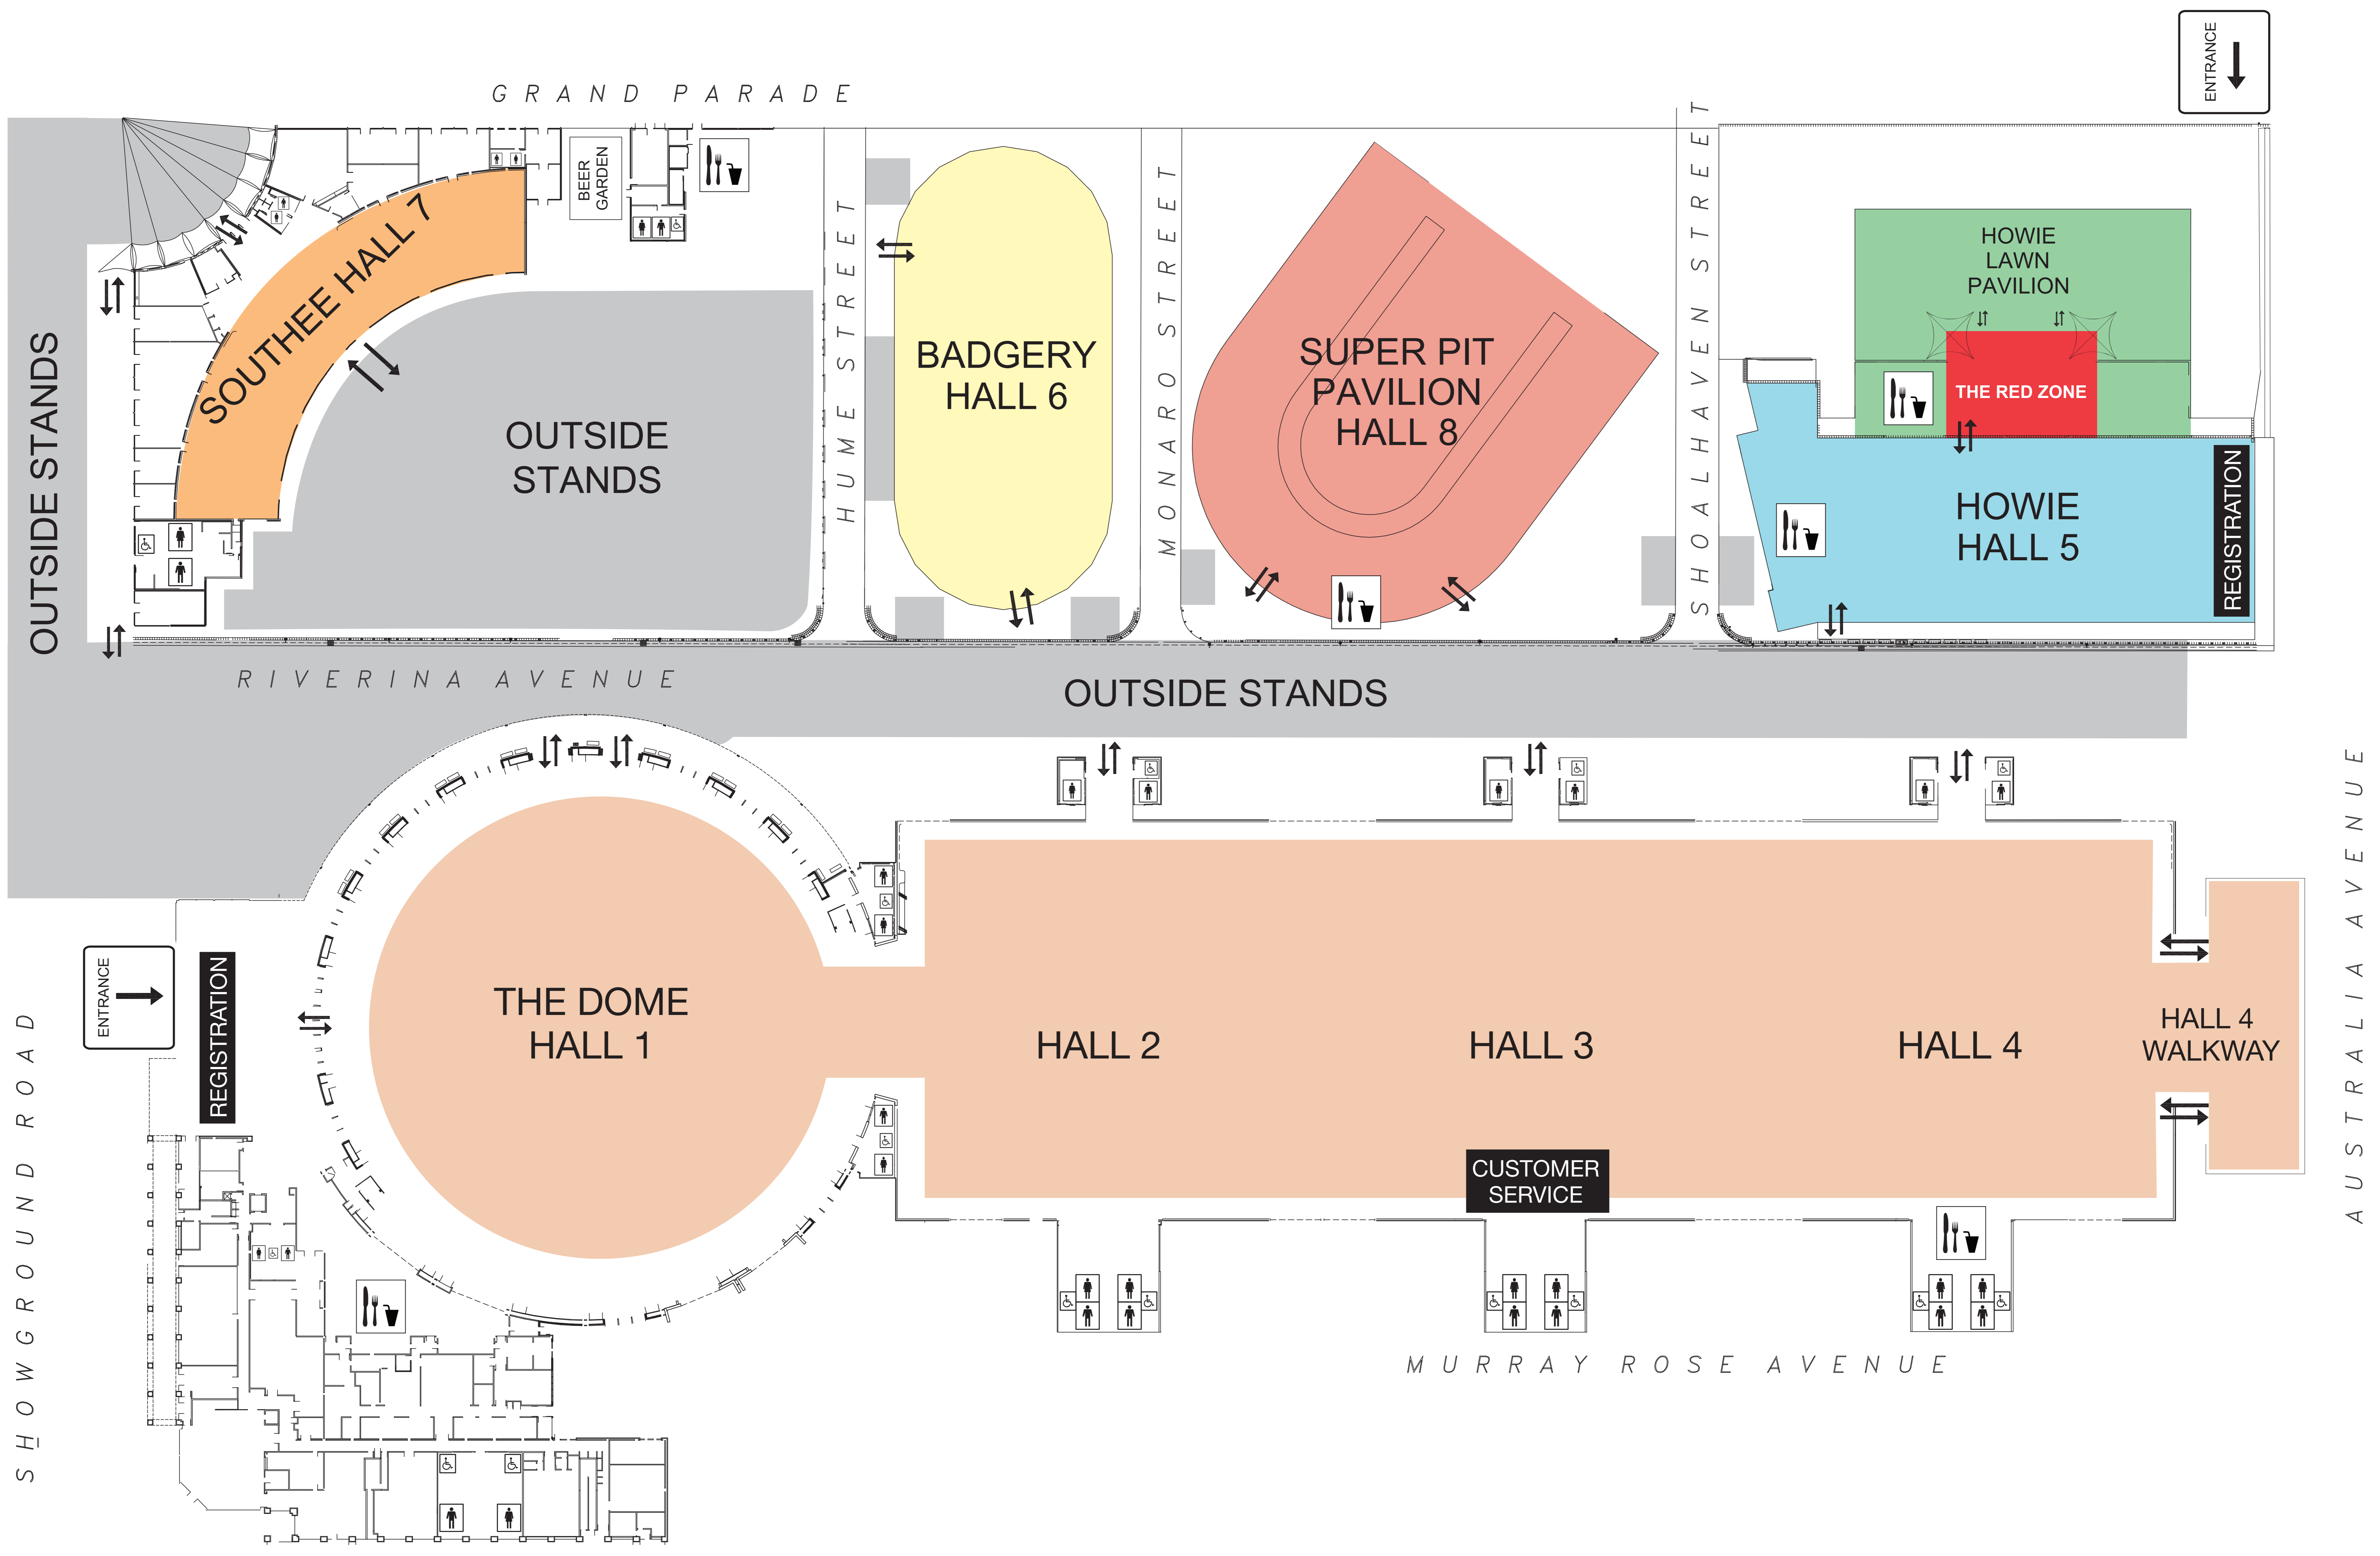 ENTRANCE
GRAND PARADE
BEER
GARDEN
SOUTHEE HALL 7
OUTSIDE STANDS
OUTSIDE
STANDS
HUME STREET
BADGERY
HALL 6
MONARO STREET
SUPER PIT
PAVILION
HALL 8
SHOALHAVEN STREET
HOWIE
LAWN
PAVILION
THE RED ZONE
HOWIE
HALL 5
REGISTRATION
RIVERINA AVENUE
OUTSIDE STANDS
ENTRANCE
REGISTRATION
SHOWGROUND ROAD
THE DOME
HALL 1
HALL 2
HALL 3
HALL 4
HALL 4
WALKWAY
AUSTRALIA AVENUE
CUSTOMER
SERVICE
MURRAY ROSE AVENUE